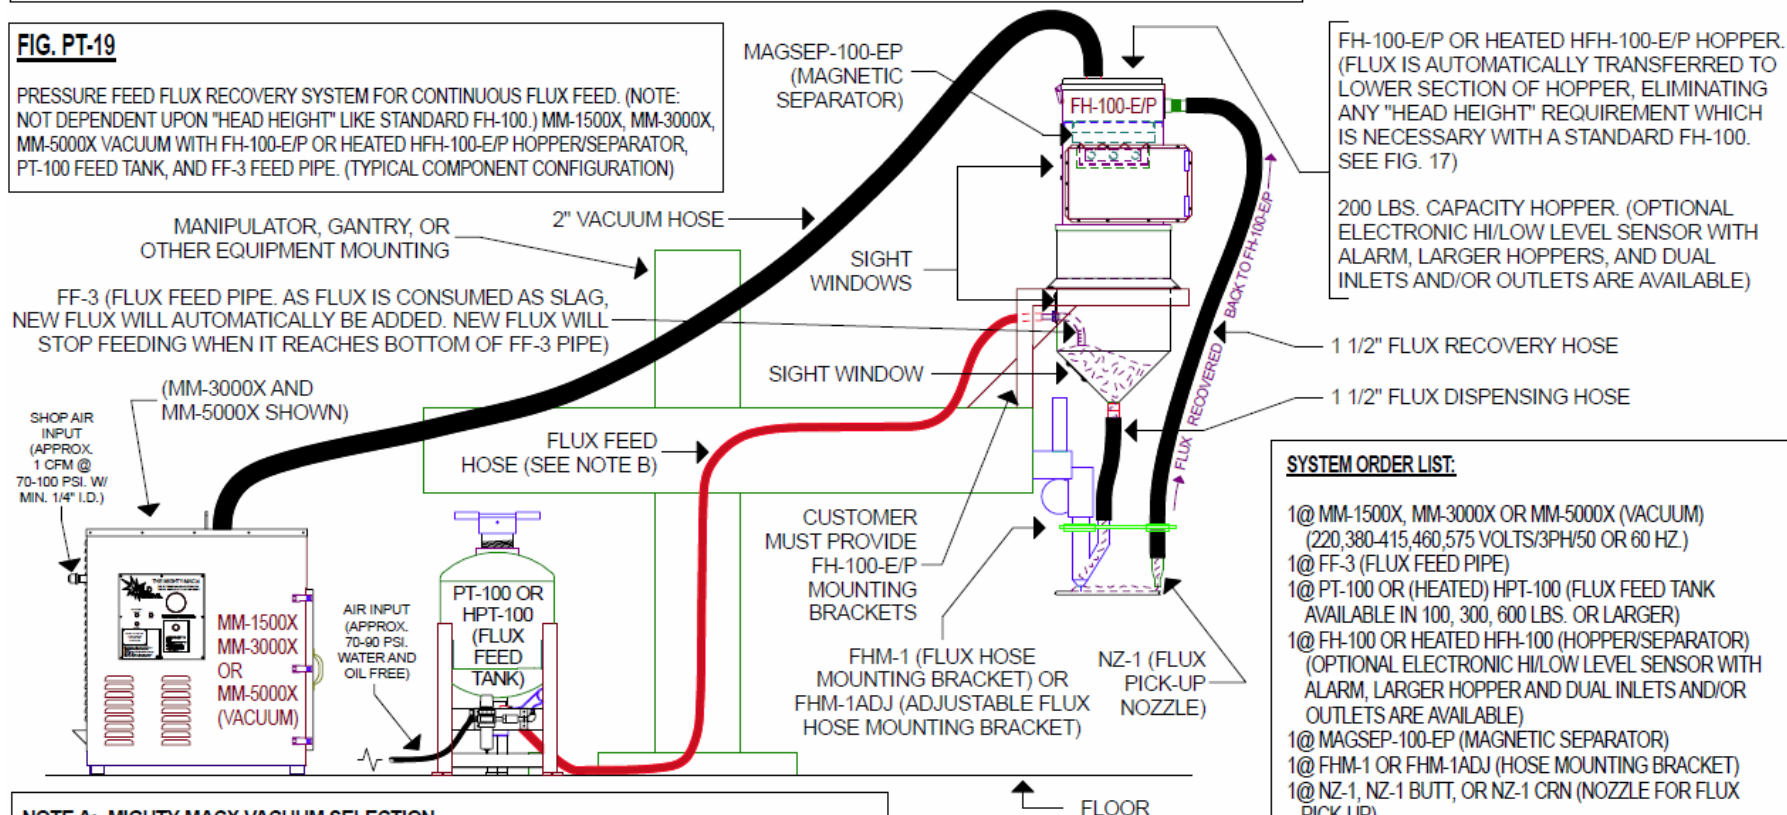 FIG. PT-19
PRESSURE FEED FLUX RECOVERY SYSTEM FOR CONTINUOUS FLUX FEED. (NOTE:
NOT DEPENDENT UPON "HEAD HEIGHT" LIKE STANDARD FH-100.) MM-1500X, MM-3000X,
MM-5000X VACUUM WITH FH-100-E/P OR HEATED HFH-100-E/P HOPPER/SEPARATOR,
PT-100 FEED TANK, AND FF-3 FEED PIPE. (TYPICAL COMPONENT CONFIGURATION)
MAGSEP-100-EP
(MAGNETIC
SEPARATOR)
FH-100-E/P
FH-100-E/P OR HEATED HFH-100-E/P HOPPER.
(FLUX IS AUTOMATICALLY TRANSFERRED TO
LOWER SECTION OF HOPPER, ELIMINATING
ANY "HEAD HEIGHT" REQUIREMENT WHICH
IS NECESSARY WITH A STANDARD FH-100.
SEE FIG. 17)
200 LBS. CAPACITY HOPPER. (OPTIONAL
ELECTRONIC HI/LOW LEVEL SENSOR WITH
ALARM, LARGER HOPPERS, AND DUAL
INLETS AND/OR OUTLETS ARE AVAILABLE)
MANIPULATOR, GANTRY, OR
OTHER EQUIPMENT MOUNTING
2" VACUUM HOSE
SIGHT
WINDOWS
FF-3 (FLUX FEED PIPE. AS FLUX IS CONSUMED AS SLAG,
NEW FLUX WILL AUTOMATICALLY BE ADDED. NEW FLUX WILL
STOP FEEDING WHEN IT REACHES BOTTOM OF FF-3 PIPE)
FLUX RECOVERED BACK TO FH-100-E/P
1 1/2" FLUX RECOVERY HOSE
SIGHT WINDOW
1 1/2" FLUX DISPENSING HOSE
(MM-3000X AND
MM-5000X SHOWN)
SHOP AIR
INPUT
(APPROX.
1 CFM @
70-100 PSI. W/
MIN. 1/4" I.D.)
FLUX FEED
HOSE (SEE NOTE B)
CUSTOMER
MUST PROVIDE
FH-100-E/P
MOUNTING
BRACKETS
MM-1500X
MM-3000X
OR
MM-5000X
(VACUUM)
AIR INPUT
(APPROX.
70-90 PSI.
WATER AND
OIL FREE)
PT-100 OR
HPT-100
(FLUX
FEED
TANK)
FHM-1 (FLUX HOSE
MOUNTING BRACKET) OR
FHM-1ADJ (ADJUSTABLE FLUX
HOSE MOUNTING BRACKET)
NZ-1 (FLUX
PICK-UP
NOZZLE)
SYSTEM ORDER LIST:
1@ MM-1500X, MM-3000X OR MM-5000X (VACUUM)
(220,380-415,460,575 VOLTS/3PH/50 OR 60 HZ.)
1@ FF-3 (FLUX FEED PIPE)
1@ PT-100 OR (HEATED) HPT-100 (FLUX FEED TANK
AVAILABLE IN 100, 300, 600 LBS. OR LARGER)
1@ FH-100 OR HEATED HFH-100 (HOPPER/SEPARATOR)
(OPTIONAL ELECTRONIC HI/LOW LEVEL SENSOR WITH
ALARM, LARGER HOPPER AND DUAL INLETS AND/OR
OUTLETS ARE AVAILABLE)
1@ MAGSEP-100-EP (MAGNETIC SEPARATOR)
1@ FHM-1 OR FHM-1ADJ (HOSE MOUNTING BRACKET)
1@ NZ-1, NZ-1 BUTT, OR NZ-1 CRN (NOZZLE FOR FLUX
PICK-UP)
FLOOR
NOTE A: MIGHTY MACX VACUUM SELECTION